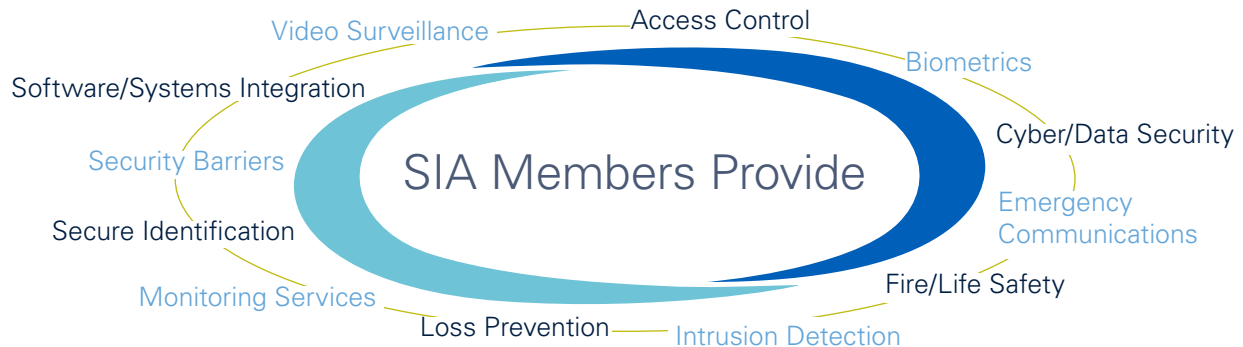 Access Control
Video Surveillance
Biometrics
Software/Systems Integration
Cyber/Data Security
Security Barriers
SIA Members Provide
Emergency
Communications
Secure Identification
Fire/Life Safety
Monitoring Services
Loss Prevention
Intrusion Detection